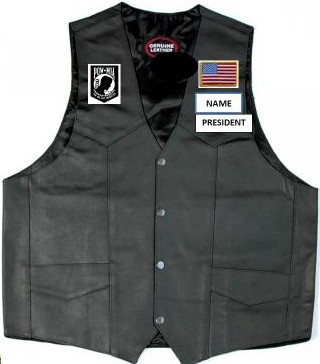 GENUINE
LEATHER
POW★MIA
NAME
PRESIDENT